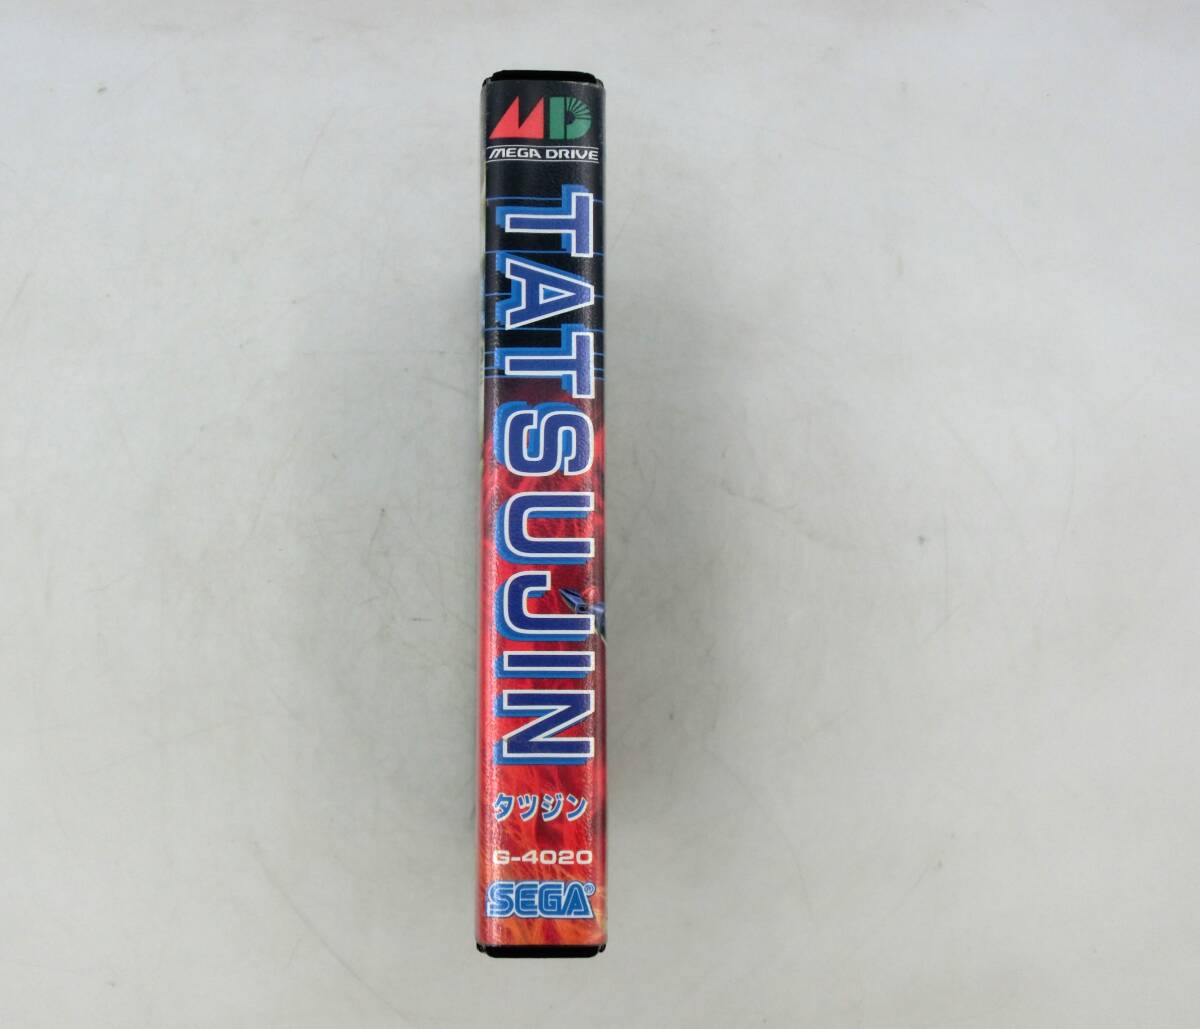 MD
MEGA DRIVE
TATSUJIN
タツジン
G-4020
SEGA®